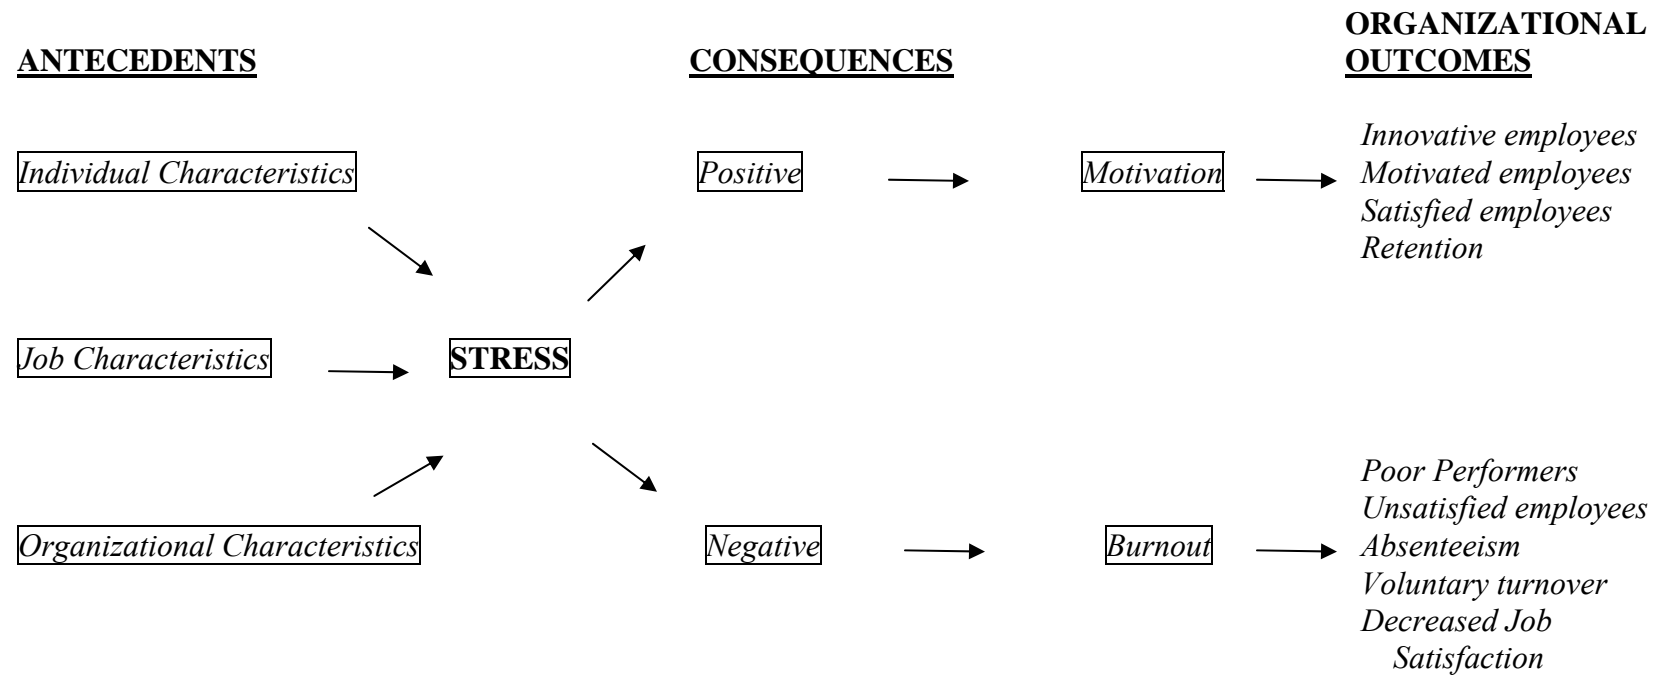 ANTECEDENTS
CONSEQUENCES
ORGANIZATIONAL
OUTCOMES
Individual Characteristics
Positive
Motivation
Innovative employees
Motivated employees
Satisfied employees
Retention
Job Characteristics
STRESS
Organizational Characteristics
Negative
Burnout
Poor Performers
Unsatisfied employees
Absenteeism
Voluntary turnover
Decreased Job
Satisfaction